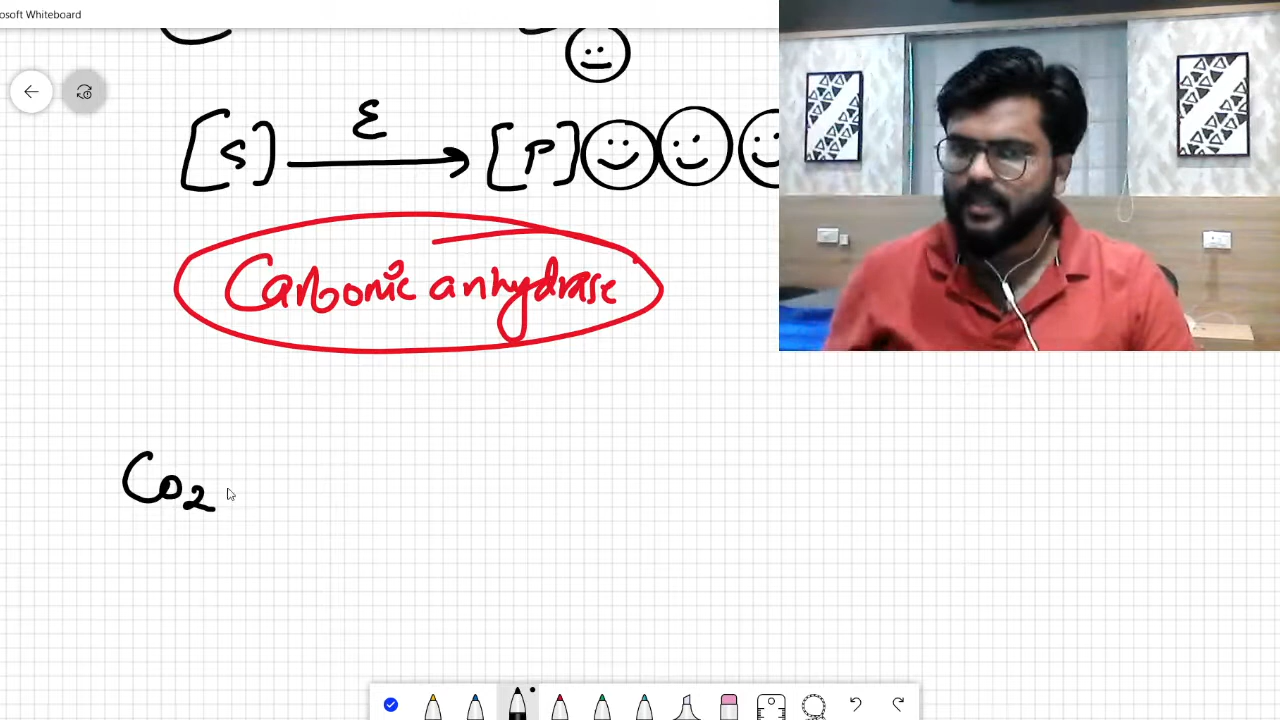 osoft Whiteboard
ε
[S] → [P]
Carbonic anhydrase
Co₂